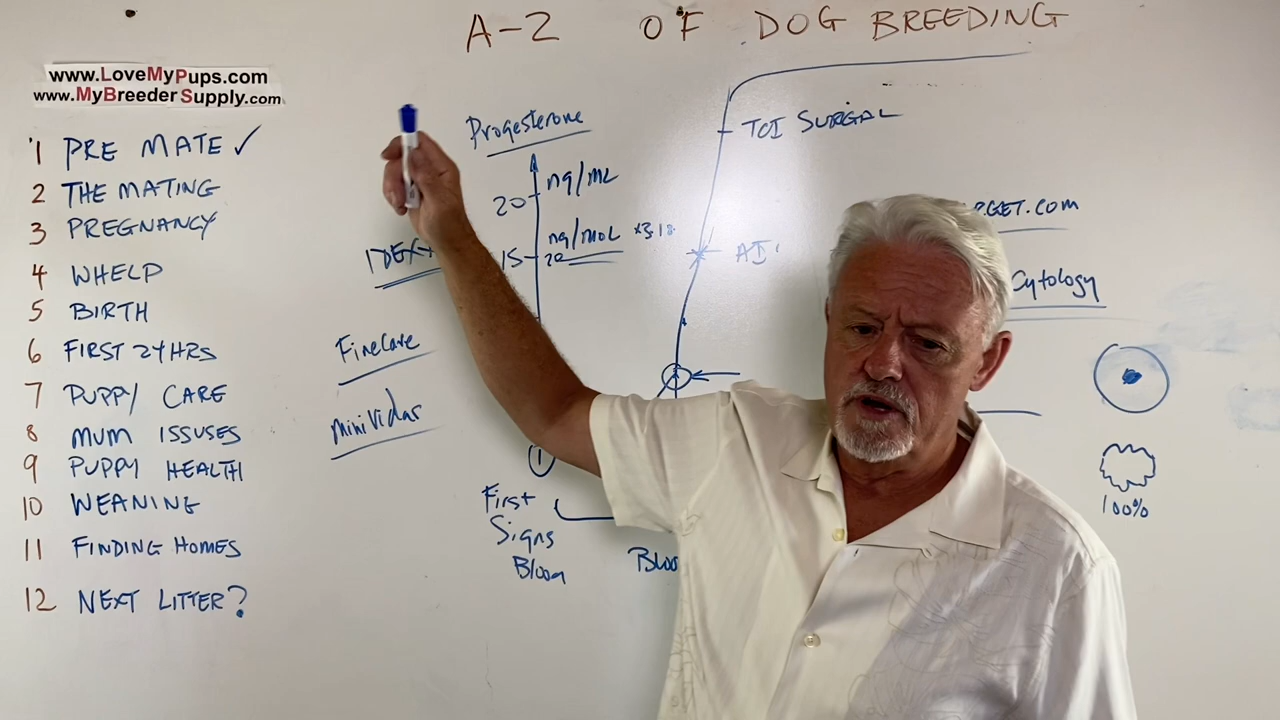 A-Z OF DOG BREEDING
www.LoveMyPups.com
www.MyBreederSupply.com
1 PRE MATE ✓
2 THE MATING
3 PREGNANCY
4 WHELP
5 BIRTH
6 FIRST 24HRS
7 PUPPY CARE
8 MUM ISSUSES
9 PUPPY HEALTH
10 WEANING
11 FINDING HOMES
12 NEXT LITTER?
Progesterone
ng/ML
20
ng/MOL
15
20
IDEXX
FineCare
miniVidas
1
First
Signs
Blood
TCI SURGAL
AI
Cytology
100%